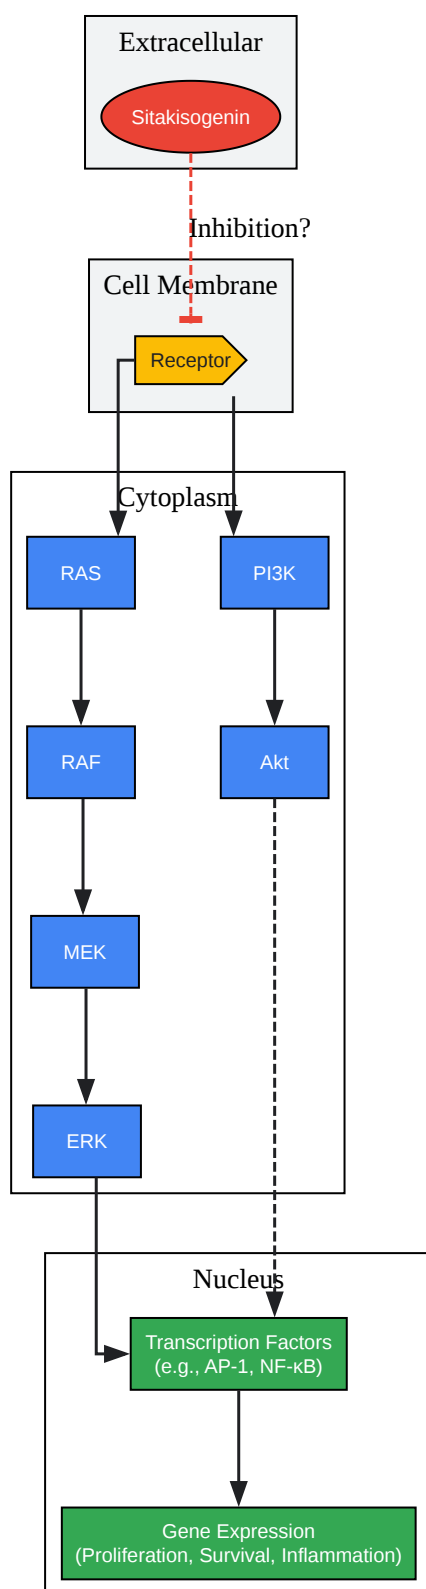 Extracellular
Sitakisogenin
Inhibition?
Cell Membrane
Receptor
Cytoplasm
RAS
PI3K
RAF
Akt
MEK
ERK
Nucleus
Transcription Factors
(e.g., AP-1, NF-κB)
Gene Expression
(Proliferation, Survival, Inflammation)